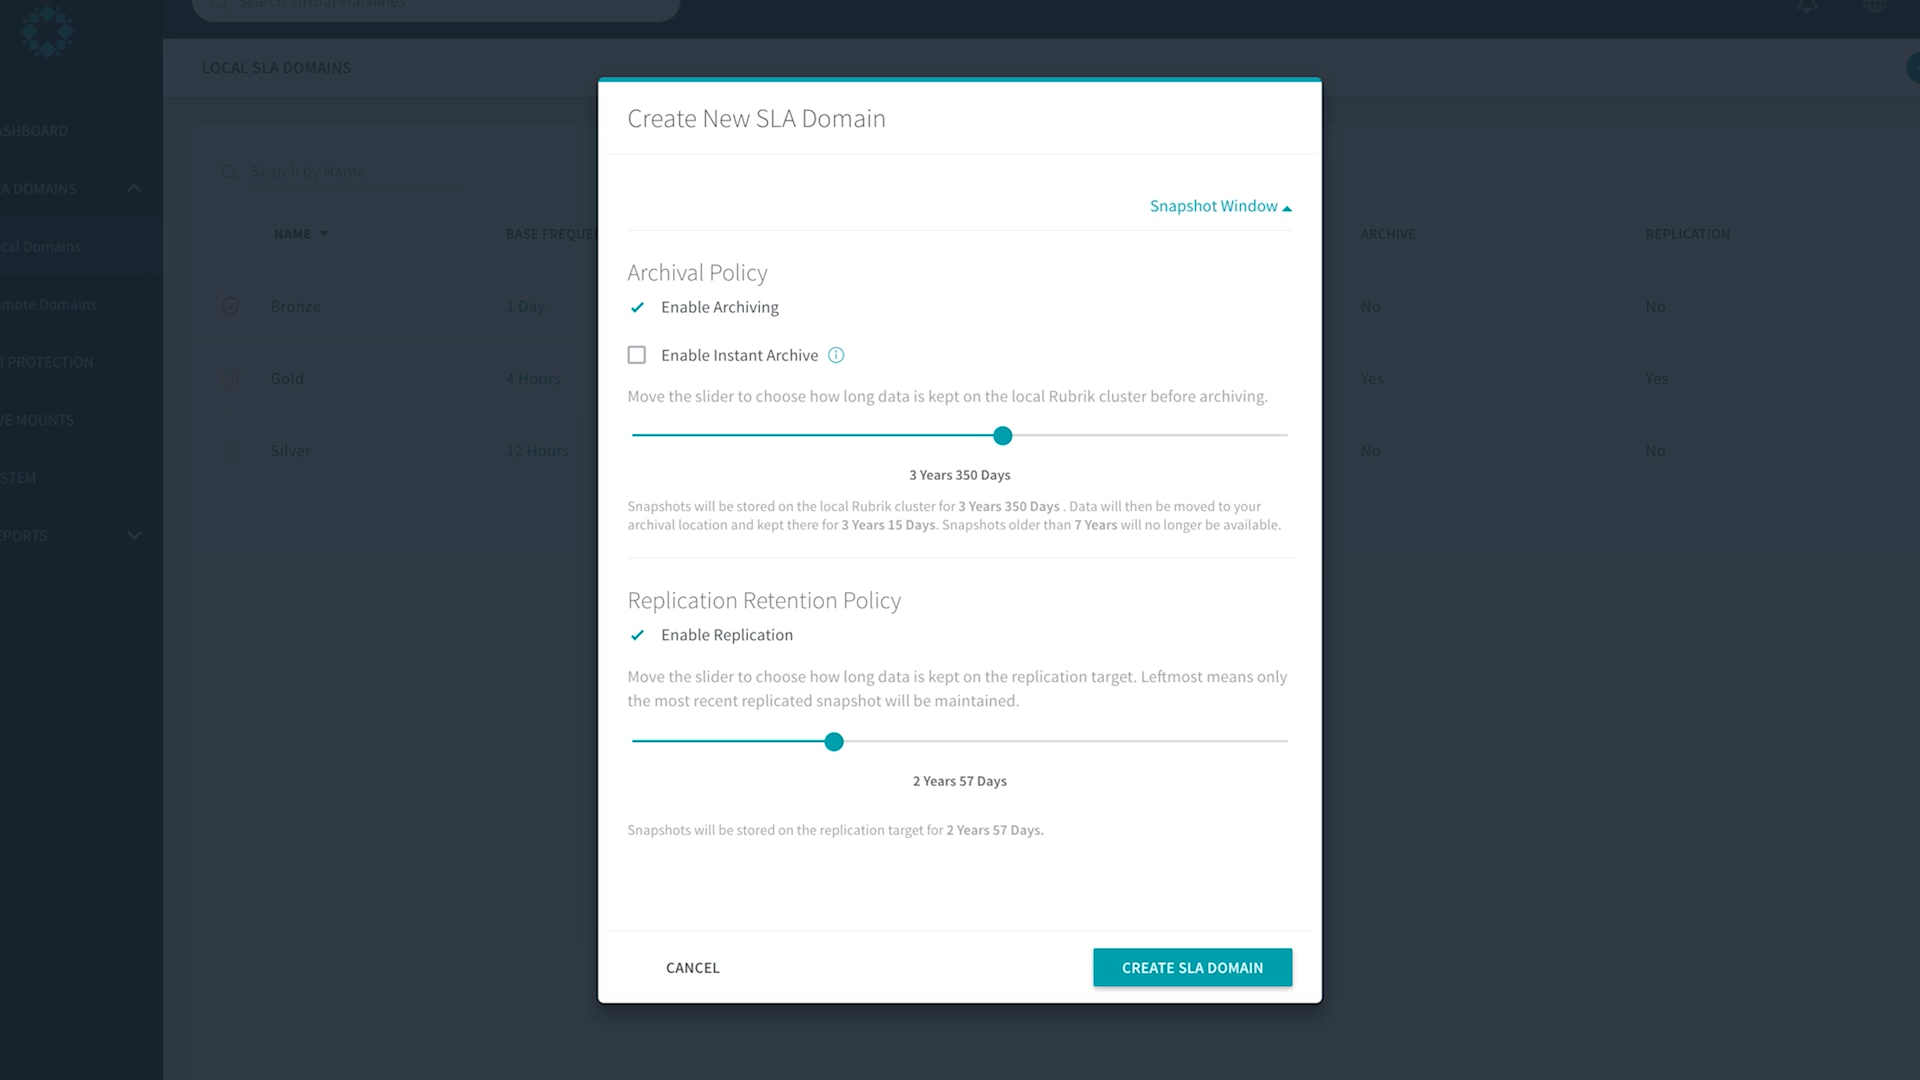 Search Virtual Machines
LOCAL SLA DOMAINS
ASHBOARD
A DOMAINS
cal Domains
mote Domains
M PROTECTION
VE MOUNTS
STEM
EPORTS
Search by Name
NAME
BASE FREQUE
ARCHIVE
REPLICATION
Bronze
1 Day
No
No
Gold
4 Hours
Yes
Yes
Silver
12 Hours
No
No
Create New SLA Domain
Snapshot Window
Archival Policy
Enable Archiving
Enable Instant Archive
Move the slider to choose how long data is kept on the local Rubrik cluster before archiving.
3 Years 350 Days
Snapshots will be stored on the local Rubrik cluster for 3 Years 350 Days . Data will then be moved to your
archival location and kept there for 3 Years 15 Days. Snapshots older than 7 Years will no longer be available.
Replication Retention Policy
Enable Replication
Move the slider to choose how long data is kept on the replication target. Leftmost means only
the most recent replicated snapshot will be maintained.
2 Years 57 Days
Snapshots will be stored on the replication target for 2 Years 57 Days.
CANCEL
CREATE SLA DOMAIN